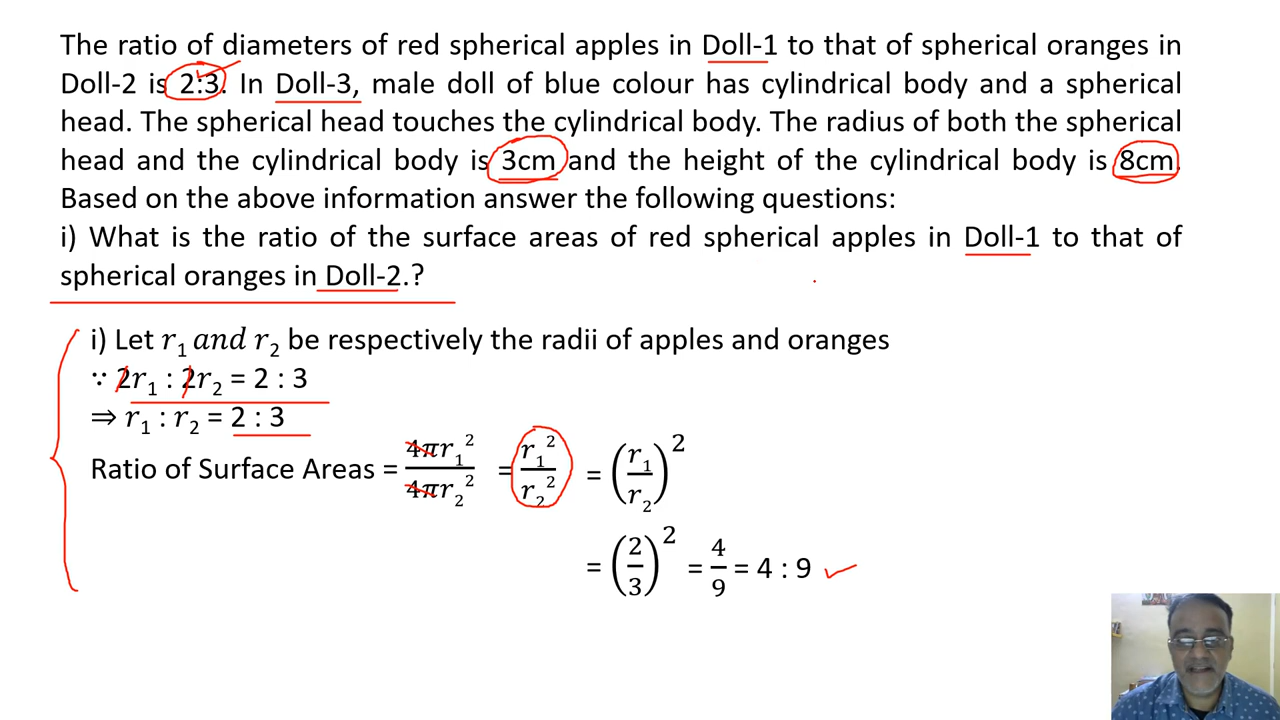 The ratio of diameters of red spherical apples in Doll-1 to that of spherical oranges in
Doll-2 is 2:3. In Doll-3, male doll of blue colour has cylindrical body and a spherical
head. The spherical head touches the cylindrical body. The radius of both the spherical
head and the cylindrical body is 3cm and the height of the cylindrical body is 8cm.
Based on the above information answer the following questions:
i) What is the ratio of the surface areas of red spherical apples in Doll-1 to that of
spherical oranges in Doll-2.?
i) Let r₁ and r₂ be respectively the radii of apples and oranges
∵ 2r₁ : 2r₂ = 2 : 3
⇒ r₁ : r₂ = 2 : 3
Ratio of Surface Areas = 4πr₁²/4πr₂² = r₁²/r₂² = (r₁/r₂)²
= (2/3)² = 4/9 = 4 : 9